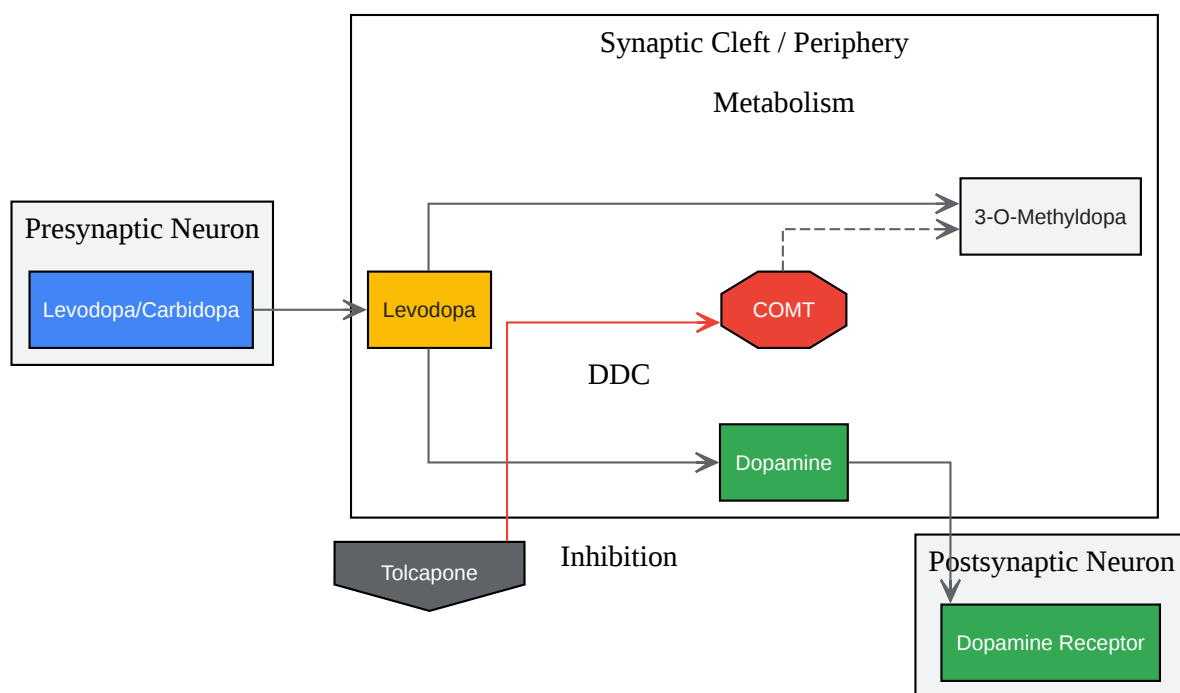 Synaptic Cleft / Periphery
Metabolism
3-O-Methyldopa
Presynaptic Neuron
Levodopa/Carbidopa
Levodopa
COMT
DDC
Dopamine
Inhibition
Tolcapone
Postsynaptic Neuron
Dopamine Receptor